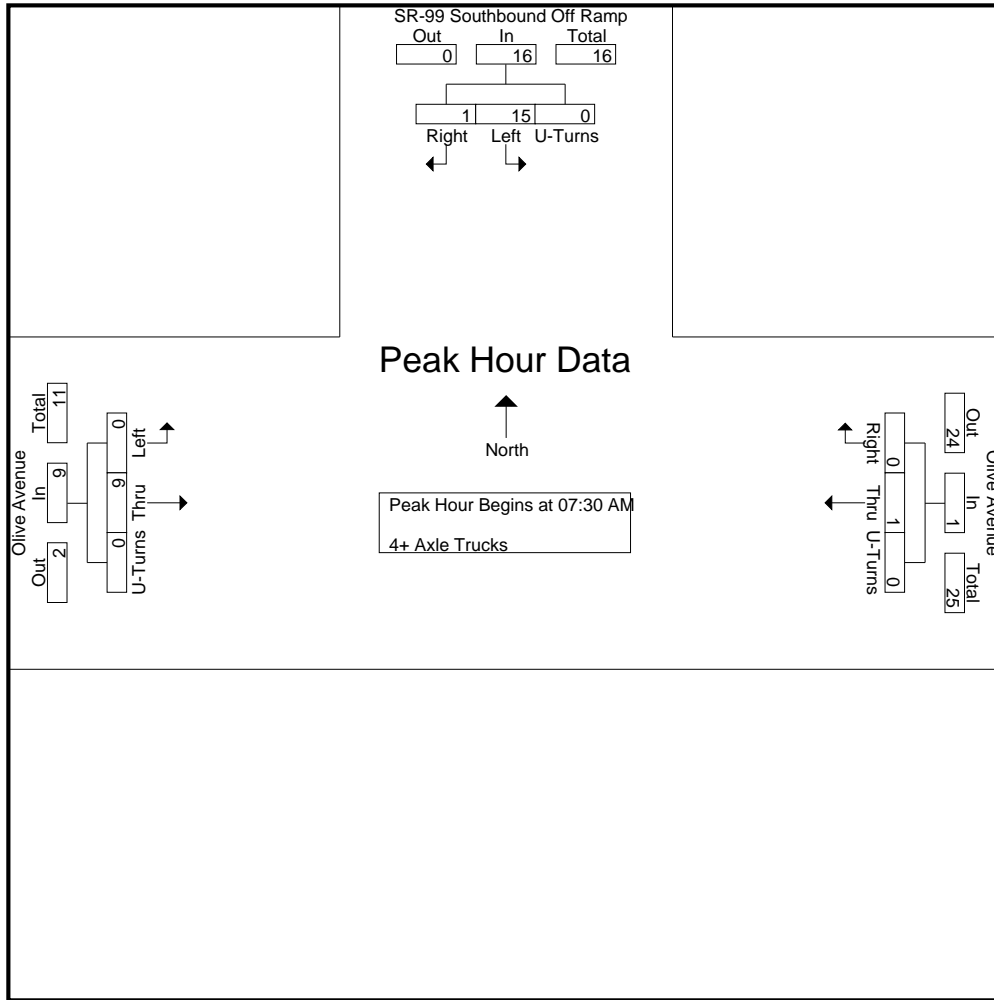 SR-99 Southbound Off Ramp
Out In Total
0 16 16
1 15 0
Right Left U-Turns
Peak Hour Data
North
Peak Hour Begins at 07:30 AM
4+ Axle Trucks
Olive Avenue
Out In Total
2 9 11
0 9 0
Left Thru U-Turns
Olive Avenue
Out In Total
24 1 25
0 1 0
Right Thru U-Turns